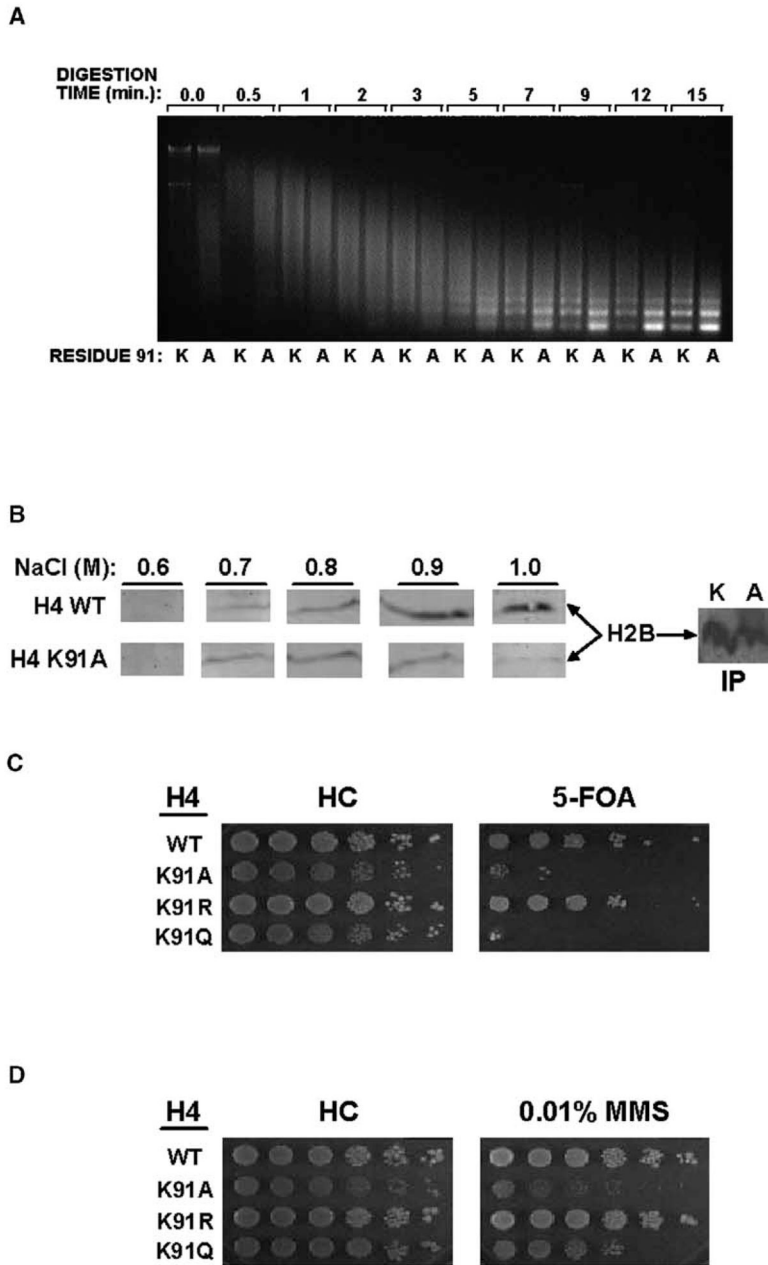 A
DIGESTION
TIME (min.): 0.0 0.5 1 2 3 5 7 9 12 15
RESIDUE 91: K A K A K A K A K A K A K A K A K A K A
B
NaCl (M): 0.6 0.7 0.8 0.9 1.0
H4 WT
K A
H2B
H4 K91A
IP
C
H4 HC 5-FOA
WT
K91A
K91R
K91Q
D
H4 HC 0.01% MMS
WT
K91A
K91R
K91Q